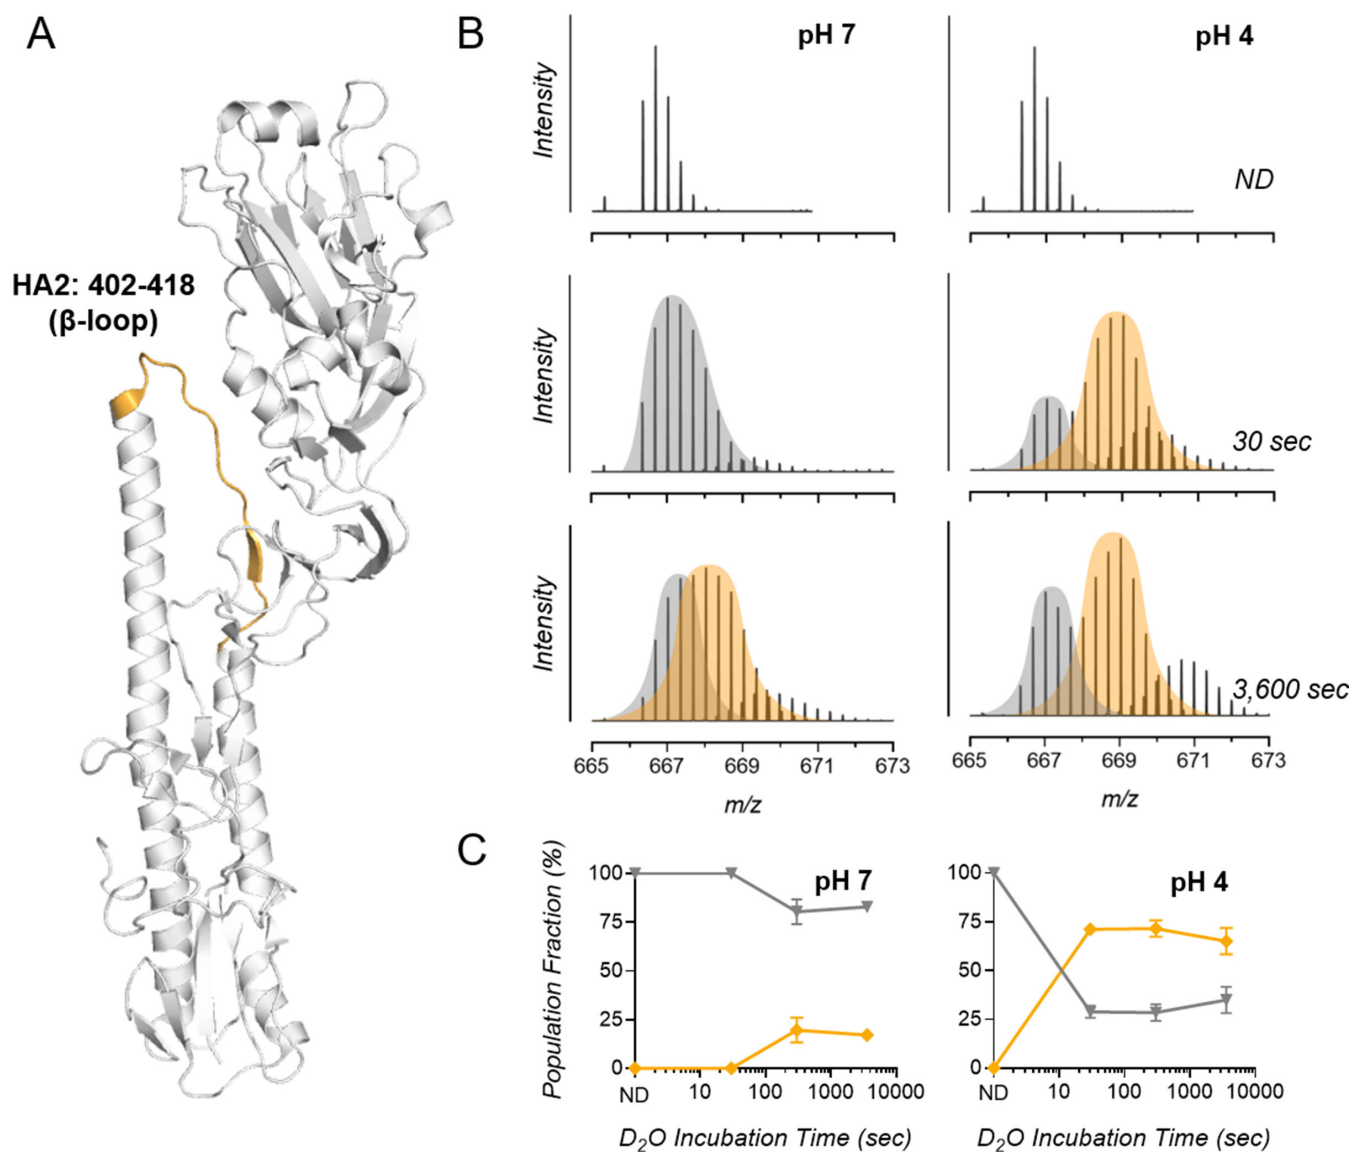 A
HA2: 402-418
(β-loop)
B
pH 7
pH 4
Intensity
ND
Intensity
30 sec
Intensity
3,600 sec
665 667 669 671 673
665 667 669 671 673
m/z
m/z
C
Population Fraction (%)
pH 7
100
75
50
25
0
ND 10 100 1000 10000
D₂O Incubation Time (sec)
pH 4
100
75
50
25
0
ND 10 100 1000 10000
D₂O Incubation Time (sec)